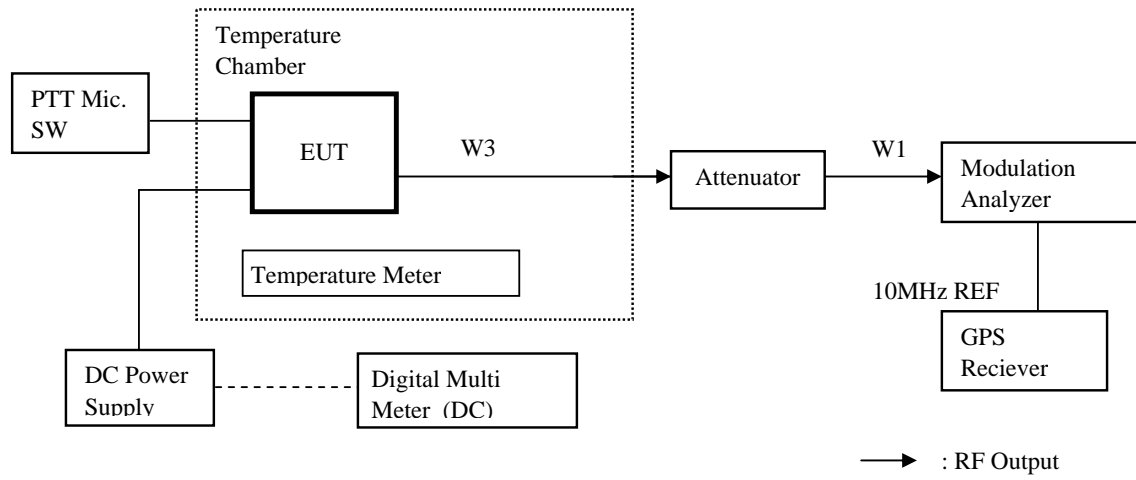 Temperature
Chamber
PTT Mic.
SW
EUT
W3
Attenuator
W1
Modulation
Analyzer
Temperature Meter
10MHz REF
GPS
Reciever
DC Power
Supply
Digital Multi
Meter (DC)
: RF Output